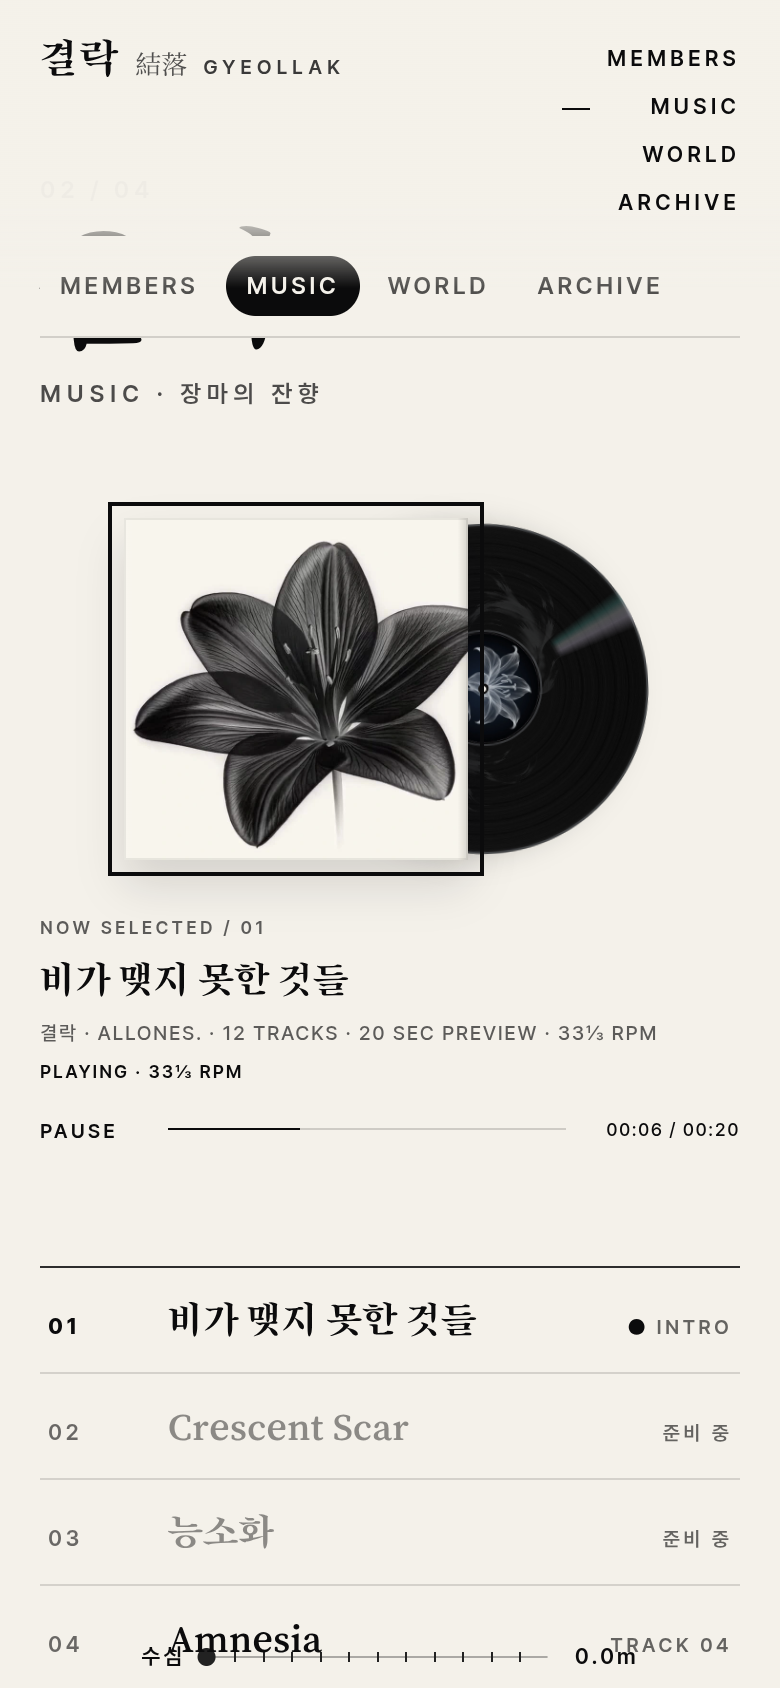 결락 結落 GYEOLLAK
MEMBERS
MUSIC
WORLD
ARCHIVE
02 / 04
MEMBERS MUSIC WORLD ARCHIVE
MUSIC · 장마의 잔향
NOW SELECTED / 01
비가 맺지 못한 것들
결락 · ALLONES. · 12 TRACKS · 20 SEC PREVIEW · 33⅓ RPM
PLAYING · 33⅓ RPM
PAUSE 00:06 / 00:20
01 비가 맺지 못한 것들 INTRO
02 Crescent Scar 준비 중
03 능소화 준비 중
04 Amnesia TRACK 04
수심 0.0m